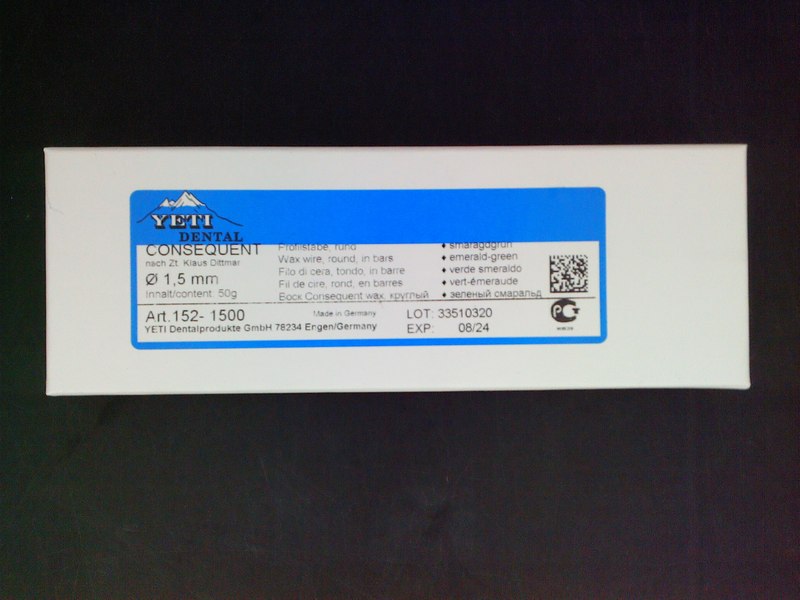 YETI
DENTAL
CONSEQUENT
nach Zt. Klaus Dittmar
Ø 1,5 mm
Inhalt/content: 50g
Profilstäbe, rund
Wax wire, round, in bars
Filo di cera, tondo, in barre
Fil de cire, rond, en barres
Воск Consequent wax, круглый
♦ smaragdgrün
♦ emerald-green
♦ verde smeraldo
♦ vert-émeraude
♦ зеленый смаральд
Art.152- 1500
Made in Germany
YETI Dentalprodukte GmbH 78234 Engen/Germany
LOT: 33510320
EXP: 08/24